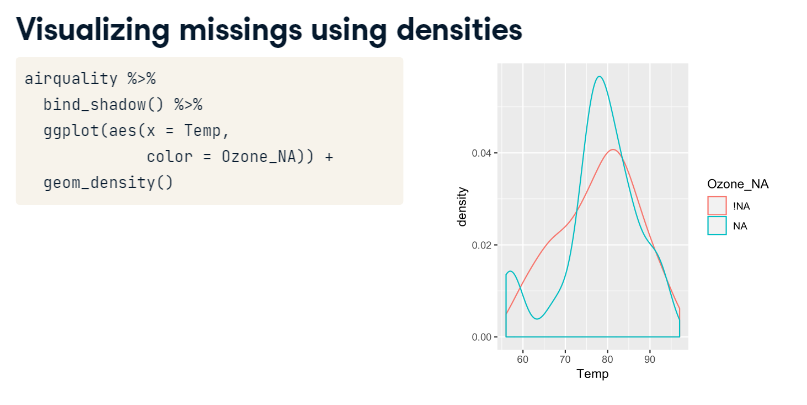 Visualizing missings using densities
airquality %>%
bind_shadow() %>%
ggplot(aes(x = Temp,
color = Ozone_NA)) +
geom_density()
0.04
0.02
0.00
density
60 70 80 90
Temp
Ozone_NA
!NA
NA